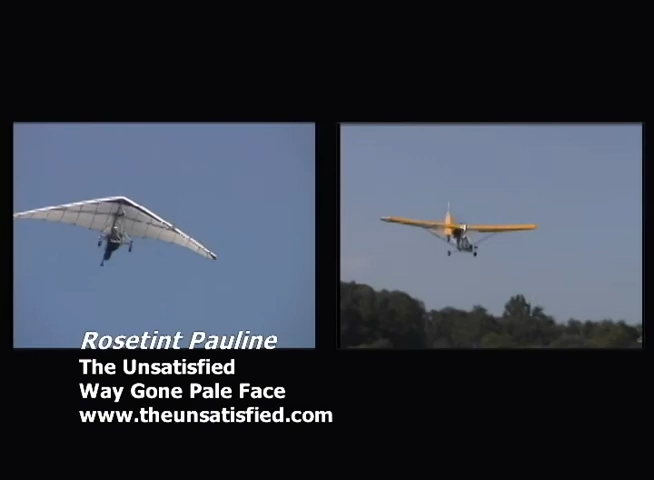 Rosetint Pauline
The Unsatisfied
Way Gone Pale Face
www.theunsatisfied.com